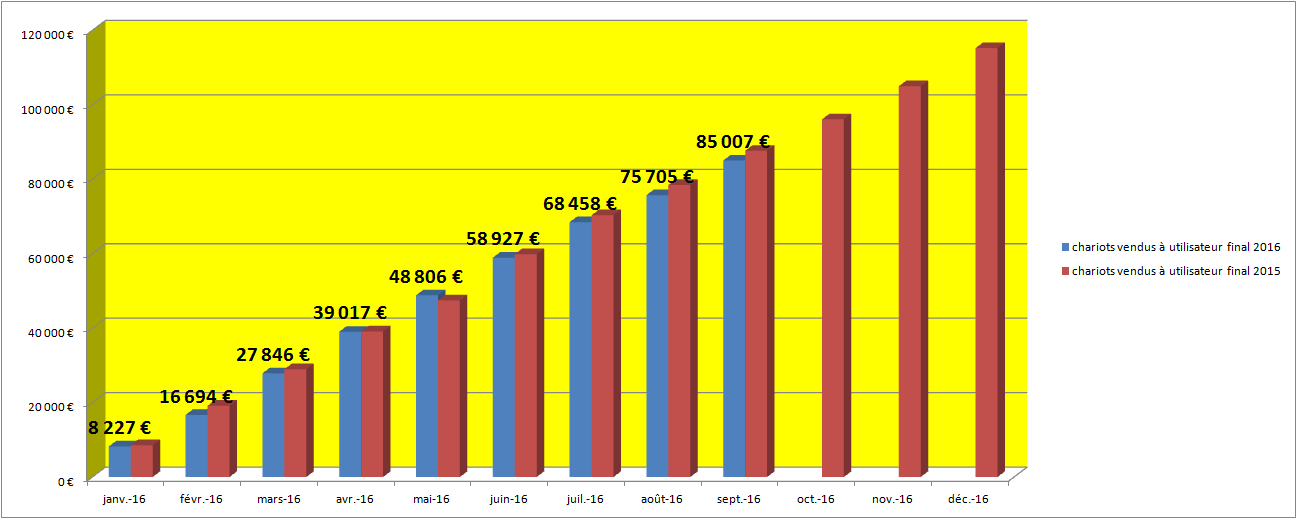 120 000 €
100 000 €
80 000 €
60 000 €
40 000 €
20 000 €
0 €
8 227 €
16 694 €
27 846 €
39 017 €
48 806 €
58 927 €
68 458 €
75 705 €
85 007 €
janv.-16 févr.-16 mars-16 avr.-16 mai-16 juin-16 juil.-16 août-16 sept.-16 oct.-16 nov.-16 déc.-16
chariots vendus à utilisateur final 2016
chariots vendus à utilisateur final 2015